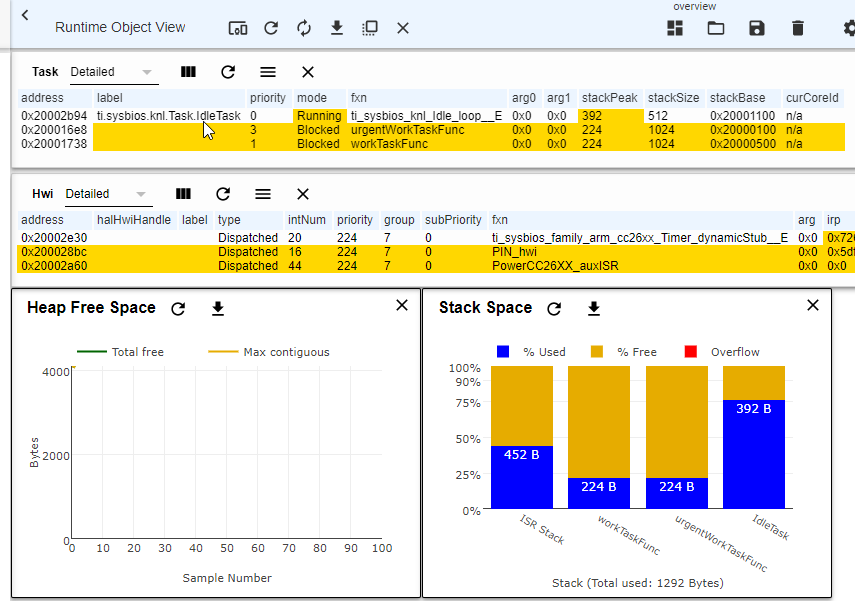 overview
Runtime Object View
Task Detailed
address label priority mode fxn arg0 arg1 stackPeak stackSize stackBase curCoreId
0x20002b94 ti.sysbios.knl.Task.IdleTask 0 Running ti_sysbios_knl_Idle_loop__E 0x0 0x0 392 512 0x20001100 n/a
0x200016e8 3 Blocked urgentWorkTaskFunc 0x0 0x0 224 1024 0x20000100 n/a
0x20001738 1 Blocked workTaskFunc 0x0 0x0 224 1024 0x20000500 n/a
Hwi Detailed
address halHwiHandle label type intNum priority group subPriority fxn arg irp
0x20002e30 Dispatched 20 224 7 0 ti_sysbios_family_arm_cc26xx_Timer_dynamicStub__E 0x0
0x200028bc Dispatched 16 224 7 0 PIN_hwi 0x0
0x20002a60 Dispatched 44 224 7 0 PowerCC26XX_auxISR 0x0 0x0
Heap Free Space
Total free Max contiguous
4000
2000
0
Bytes
0 10 20 30 40 50 60 70 80 90 100
Sample Number
Stack Space
% Used % Free Overflow
100%
90%
75%
50%
25%
0%
452 B 224 B 224 B 392 B
ISR Stack workTaskFunc urgentWorkTaskFunc IdleTask
Stack (Total used: 1292 Bytes)